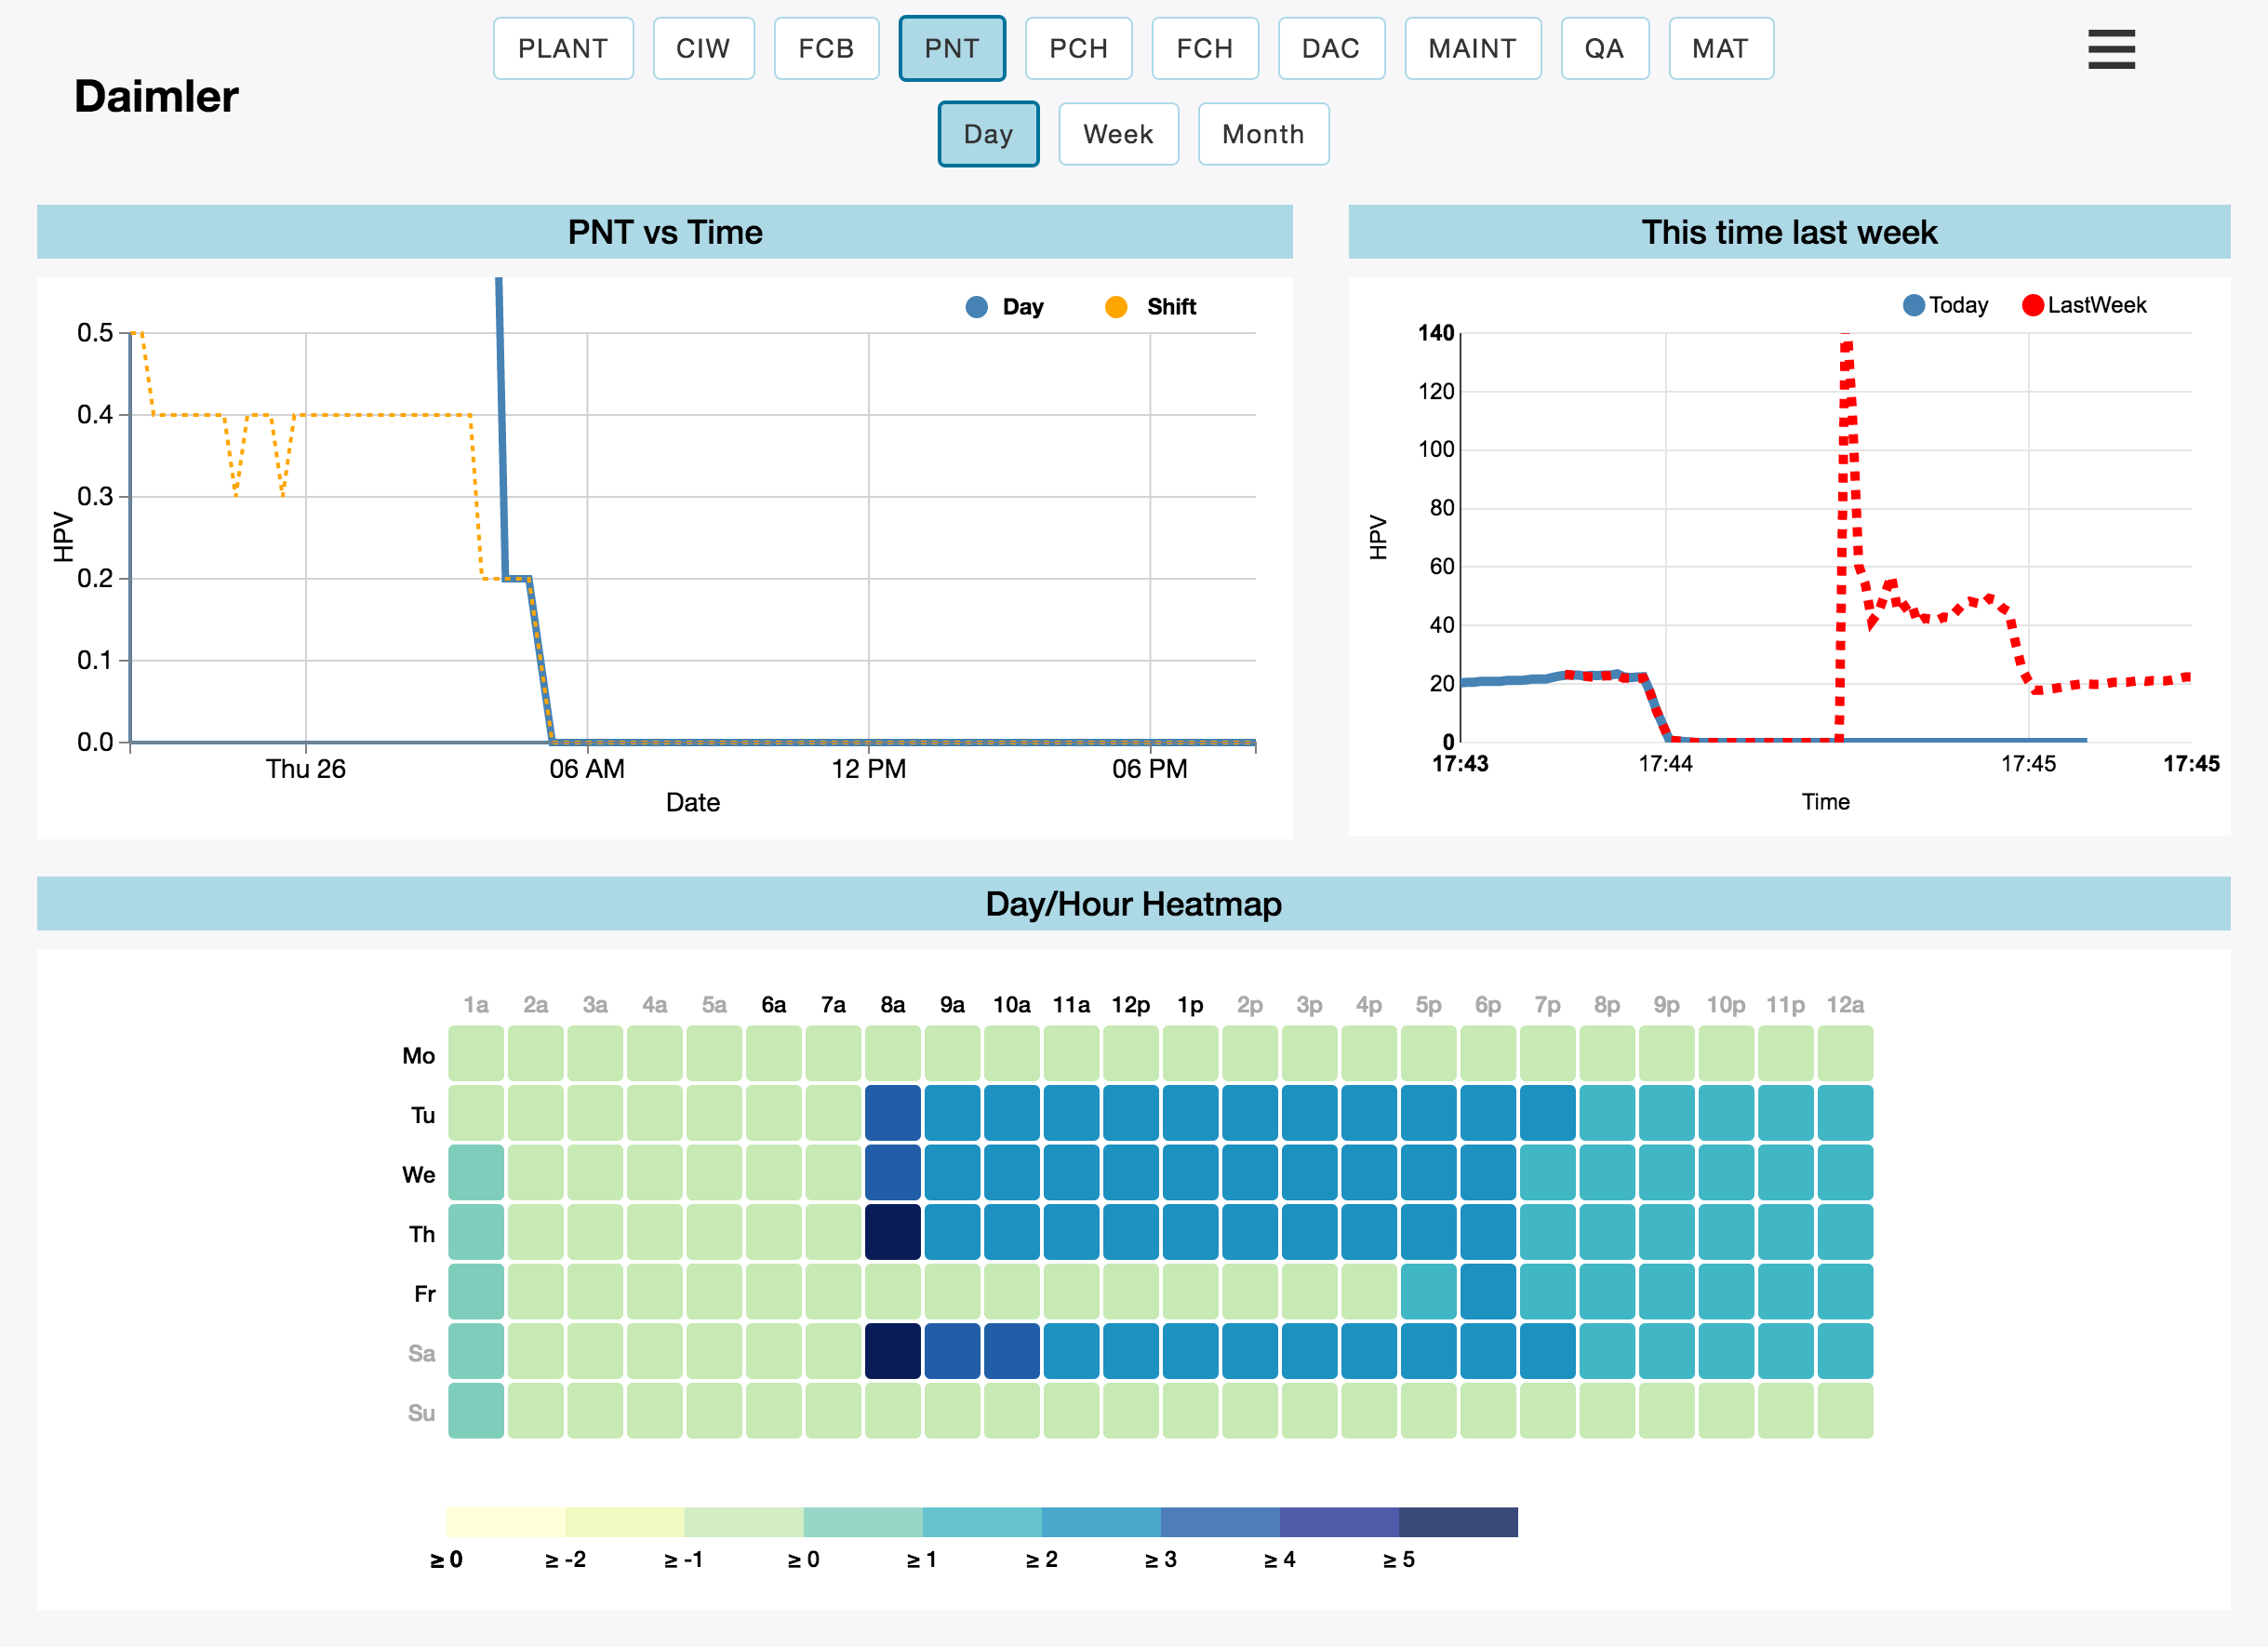 PLANT CIW FCB PNT PCH FCH DAC MAINT QA MAT
Daimler
Day Week Month
PNT vs Time
Day Shift
0.5
0.4
0.3
0.2
0.1
0.0
HPV
Thu 26 06 AM 12 PM 06 PM
Date
This time last week
Today LastWeek
140
120
100
80
60
40
20
0
HPV
17:43 17:44 17:45 17:45
Time
Day/Hour Heatmap
1a 2a 3a 4a 5a 6a 7a 8a 9a 10a 11a 12p 1p 2p 3p 4p 5p 6p 7p 8p 9p 10p 11p 12a
Mo
Tu
We
Th
Fr
Sa
Su
≥ 0 ≥ -2 ≥ -1 ≥ 0 ≥ 1 ≥ 2 ≥ 3 ≥ 4 ≥ 5